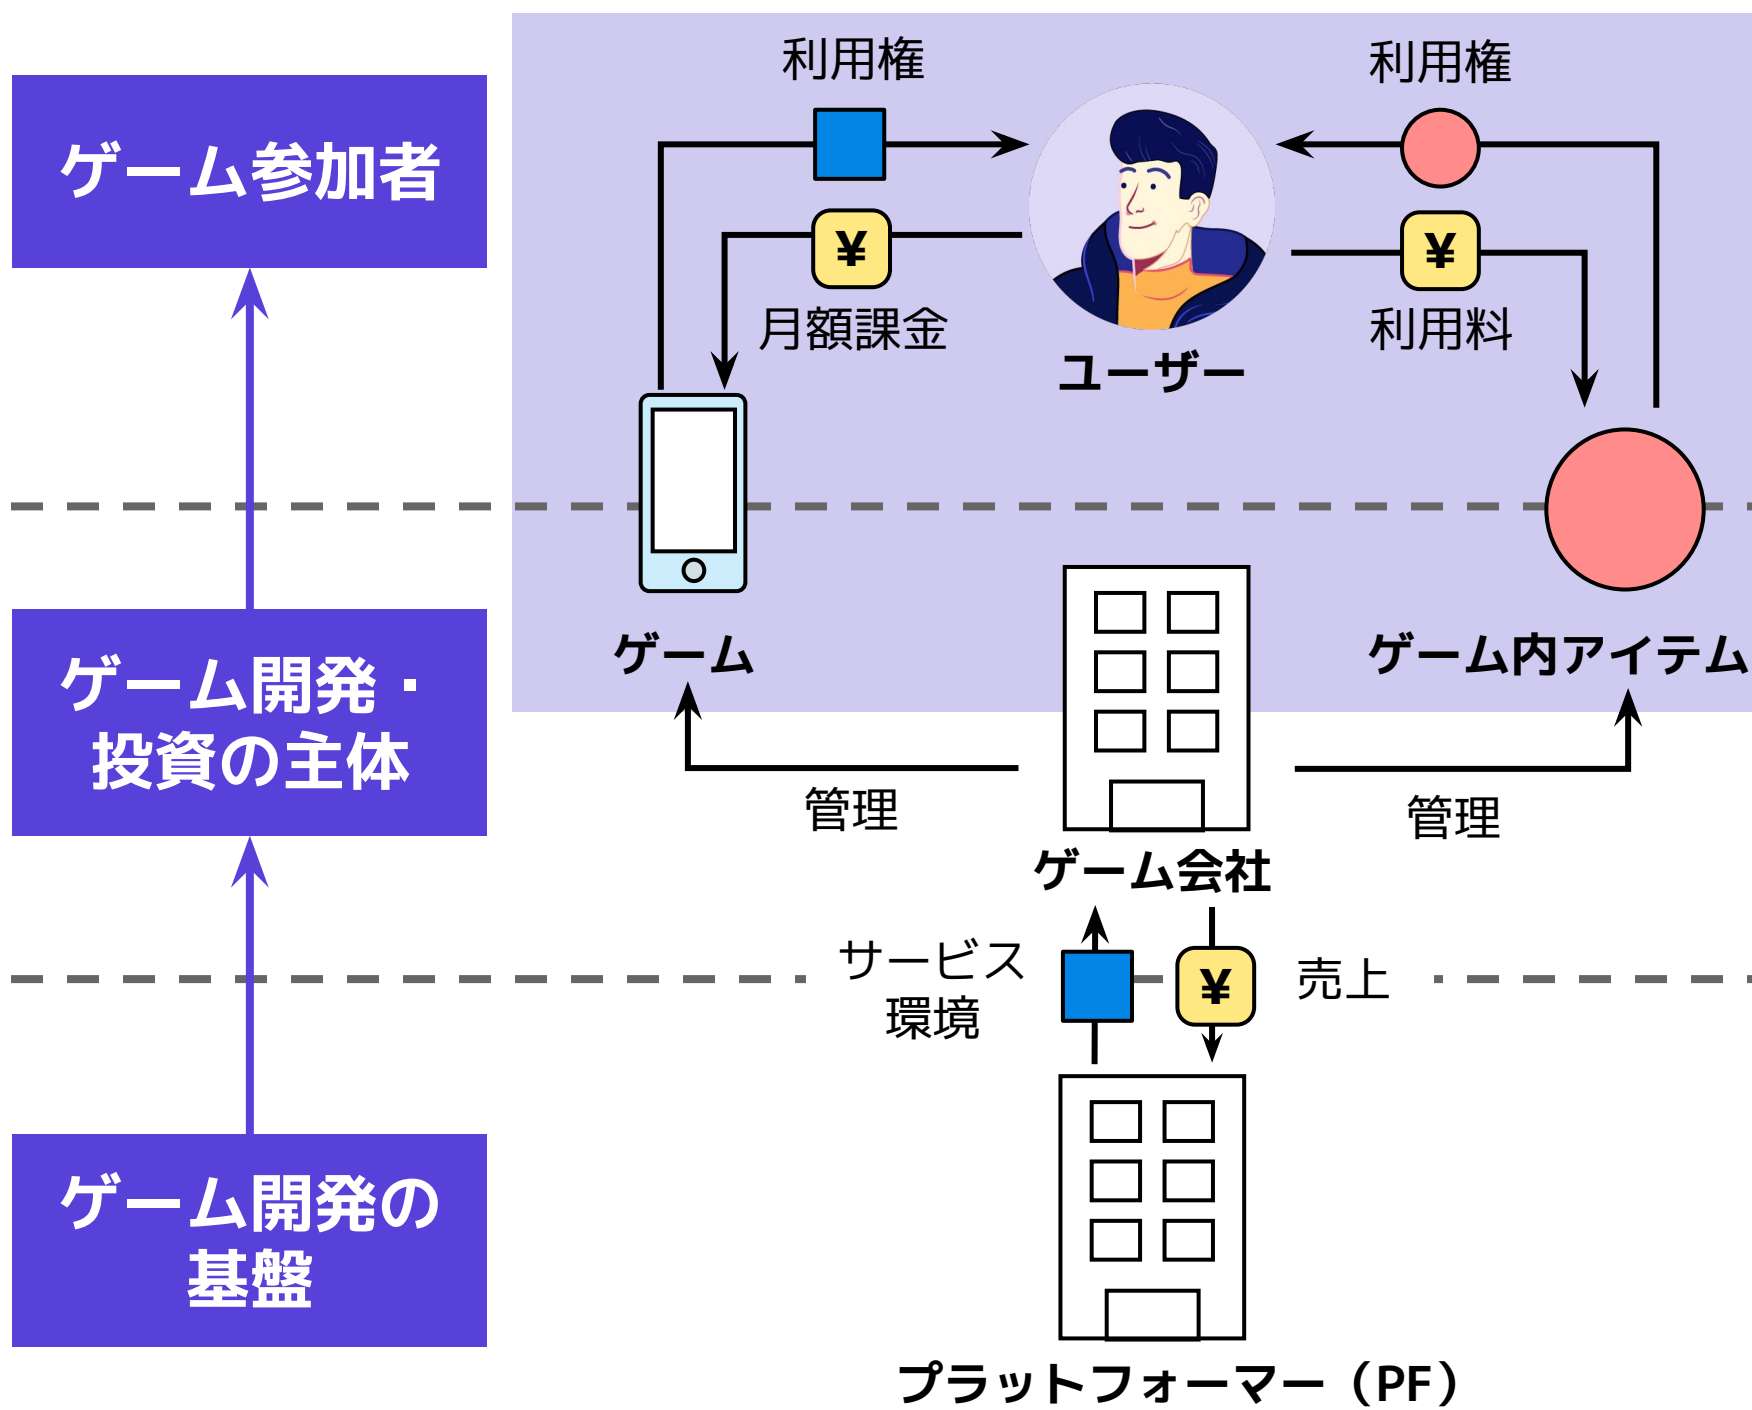 ゲーム参加者
ゲーム開発・
投資の主体
ゲーム開発の
基盤
利用権
利用権
¥
¥
月額課金
利用料
ユーザー
ゲーム
ゲーム内アイテム
管理
管理
ゲーム会社
サービス
環境
¥
売上
プラットフォーマー（PF）